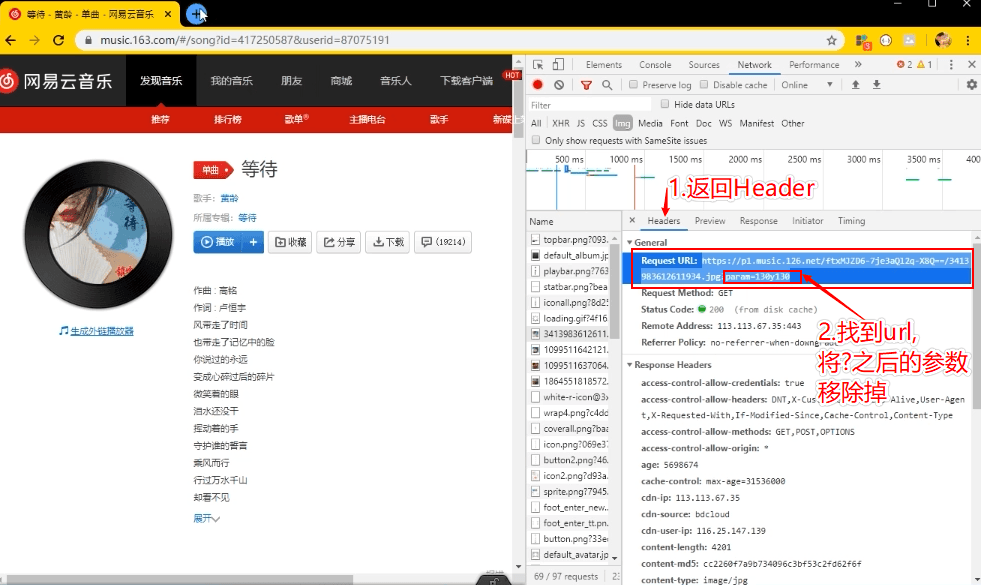 等待 - 黄龄 - 单曲 - 网易云音乐
music.163.com/#/song?id=417250587&userid=87075191
网易云音乐
发现音乐 我的音乐 朋友 商城 音乐人 下载客户端 HOT
推荐 排行榜 歌单® 主播电台 歌手
单曲 等待
歌手：黄龄
所属专辑：等待
播放 + 收藏 分享 下载 (19214)
作曲 : 高铭
作词 : 卢恒宇
风带走了时间
也带走了记忆中的脸
你说过的永远
变成心碎过后的碎片
微笑着的眼
泪水还没干
挥动着的手
守护谁的誓言
乘风而行
行过万水千山
却看不见
展开
生成外链播放器
等待
Elements Console Sources Network Performance » 2 1
Preserve log Disable cache Online
Filter Hide data URLs
All XHR JS CSS Img Media Font Doc WS Manifest Other
Only show requests with SameSite issues
500 ms 1000 ms 1500 ms 2000 ms 2500 ms 3000 ms 3500 ms 400
1.返回Header
Name
topbar.png?093.
default_album.jp
playbar.png?763
statbar.png?bea
iconall.png?8d25
loading.gif?4f16
3413983612611.
1099511642121.
1099511637064.
1864551818572.
white-r-icon@3x
wrap4.png?c4dd
coverall.png?baa
icon.png?069e37
button2.png?46.
icon2.png?d93a.
sprite.png?7945.
foot_enter_new..
foot_enter_tt.pn.
button.png?33ee
default_avatar.jp
69 / 97 requests
Headers Preview Response Initiator Timing
General
Request URL: https://p1.music.126.net/ftxMJZD6-7je3aQ12q-X8Q==/3413
983612611934.jpg?param=130y130
Request Method: GET
Status Code: 200 (from disk cache)
Remote Address: 113.113.67.35:443
Referrer Policy: no-referrer-when-downgrade
2.找到url,
将?之后的参数
移除掉
Response Headers
access-control-allow-credentials: true
access-control-allow-headers: DNT,X-Cus Alive,User-Agen
t,X-Requested-With,If-Modified-Since,Cache-Control,Content-Type
access-control-allow-methods: GET,POST,OPTIONS
access-control-allow-origin: *
age: 5698674
cache-control: max-age=31536000
cdn-ip: 113.113.67.35
cdn-source: bdcloud
cdn-user-ip: 116.25.147.139
content-length: 4201
content-md5: cc2260f7a9b734096c3bf53c2fd62f6f
content-type: image/jpg